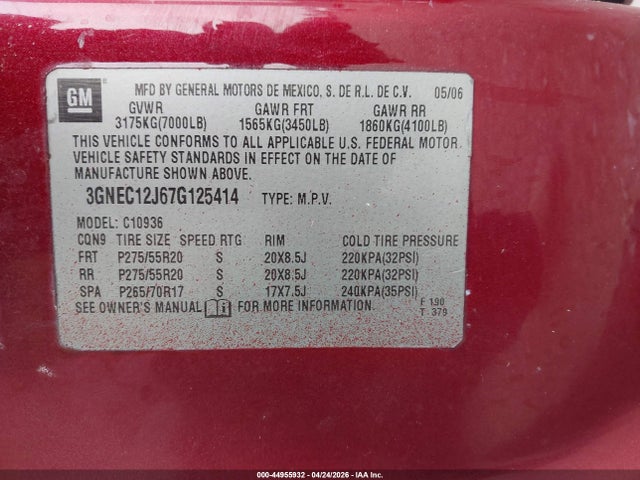 GM
MFD BY GENERAL MOTORS DE MEXICO, S. DE R.L. DE C.V. 05/06
GVWR GAWR FRT GAWR RR
3175KG(7000LB) 1565KG(3450LB) 1860KG(4100LB)
THIS VEHICLE CONFORMS TO ALL APPLICABLE U.S. FEDERAL MOTOR
VEHICLE SAFETY STANDARDS IN EFFECT ON THE DATE OF
MANUFACTURE SHOWN ABOVE.
3GNEC12J67G125414 TYPE: M.P.V.
MODEL: C10936
CQN9 TIRE SIZE SPEED RTG RIM COLD TIRE PRESSURE
FRT P275/55R20 S 20X8.5J 220KPA(32PSI)
RR P275/55R20 S 20X8.5J 220KPA(32PSI)
SPA P265/70R17 S 17X7.5J 240KPA(35PSI)
SEE OWNER'S MANUAL FOR MORE INFORMATION.
F 190
T 379
000-44955932 - 04/24/2026 - IAA Inc.